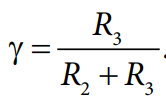 γ = R₃ / (R₂ + R₃).